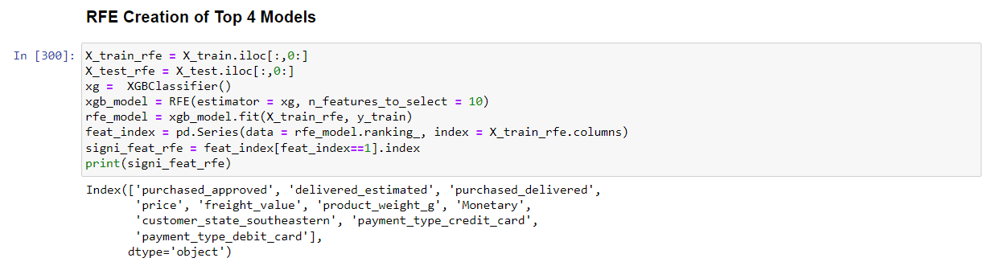 RFE Creation of Top 4 Models
In [300]: X_train_rfe = X_train.iloc[:,0:]
X_test_rfe = X_test.iloc[:,0:]
xg =  XGBClassifier()
xgb_model = RFE(estimator = xg, n_features_to_select = 10)
rfe_model = xgb_model.fit(X_train_rfe, y_train)
feat_index = pd.Series(data = rfe_model.ranking_, index = X_train_rfe.columns)
signi_feat_rfe = feat_index[feat_index==1].index
print(signi_feat_rfe)
Index(['purchased_approved', 'delivered_estimated', 'purchased_delivered',
'price', 'freight_value', 'product_weight_g', 'Monetary',
'customer_state_southeastern', 'payment_type_credit_card',
'payment_type_debit_card'],
dtype='object')